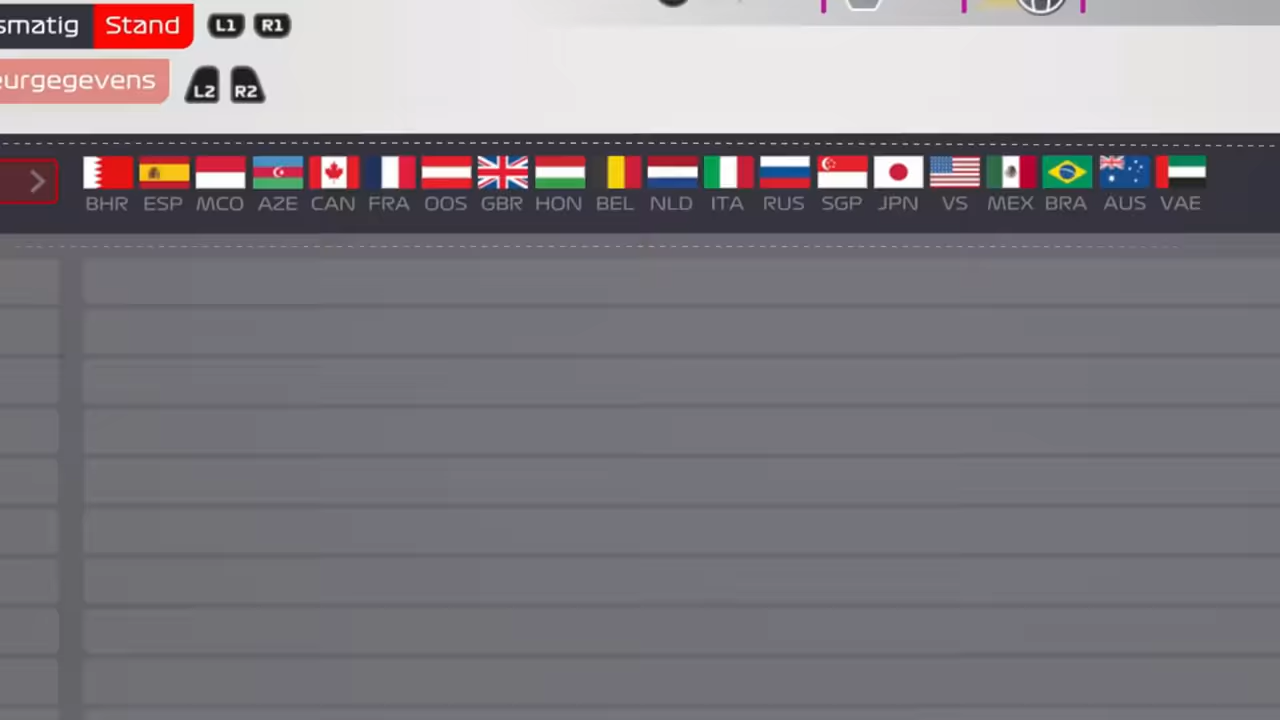 smatig Stand L1 R1
eurgegevens L2 R2
BHR ESP MCO AZE CAN FRA OOS GBR HON BEL NLD ITA RUS SGP JPN VS MEX BRA AUS VAE